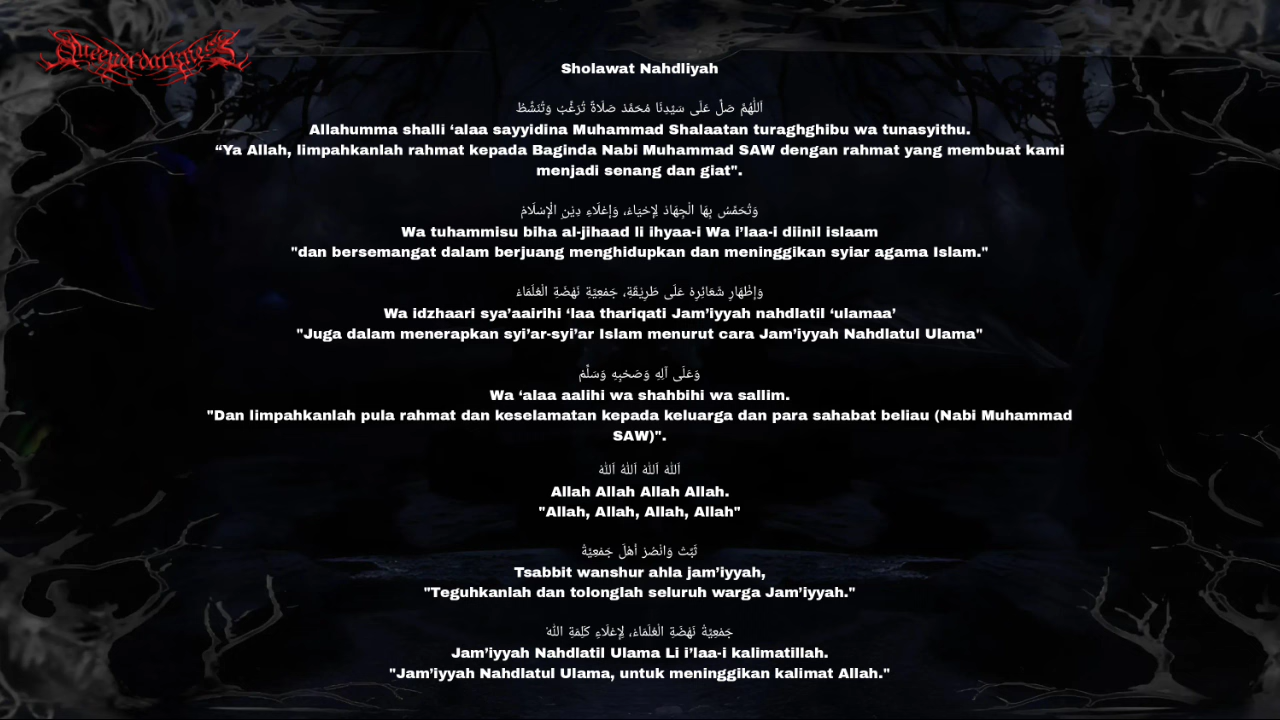 Queenofdarkness
Sholawat Nahdliyah
اَللّٰهُمَّ صَلِّ عَلَى سَيِّدِنَا مُحَمَّدْ صَلَاةً تُرَغِّبُ وَتُنَشِّطُ
Allahumma shalli ‘alaa sayyidina Muhammad Shalaatan turaghghibu wa tunasyithu.
“Ya Allah, limpahkanlah rahmat kepada Baginda Nabi Muhammad SAW dengan rahmat yang membuat kami
menjadi senang dan giat".
وَتُحَمِّسُ بِهَا الْجِهَادْ لِإِحْيَاءْ، وَإِعْلَاءِ دِيْنِ الْإِسْلَامْ
Wa tuhammisu biha al-jihaad li ihyaa-i Wa i’laa-i diinil islaam
"dan bersemangat dalam berjuang menghidupkan dan meninggikan syiar agama Islam."
وَإِظْهَارِ شَعَائِرِهْ عَلَى طَرِيْقَةِ، جَمْعِيَّةِ نَهْضَةِ الْعُلَمَاءْ
Wa idzhaari sya’aairihi ‘laa thariqati Jam’iyyah nahdlatil ‘ulamaa’
"Juga dalam menerapkan syi’ar-syi’ar Islam menurut cara Jam’iyyah Nahdlatul Ulama"
وَعَلَى آلِهِ وَصَحْبِهِ وَسَلِّمْ
Wa ‘alaa aalihi wa shahbihi wa sallim.
"Dan limpahkanlah pula rahmat dan keselamatan kepada keluarga dan para sahabat beliau (Nabi Muhammad
SAW)".
اَللّٰهْ اَللّٰهْ اَللّٰهُ اَللّٰهْ
Allah Allah Allah Allah.
"Allah, Allah, Allah, Allah"
ثَبِّتْ وَانْصُرْ أَهْلَ جَمْعِيَّةْ
Tsabbit wanshur ahla jam’iyyah,
"Teguhkanlah dan tolonglah seluruh warga Jam’iyyah."
جَمْعِيَّةْ نَهْضَةِ الْعُلَمَاءْ، لِإِعْلَاءِ كَلِمَةِ اللّٰهْ
Jam’iyyah Nahdlatil Ulama Li i’laa-i kalimatillah.
"Jam’iyyah Nahdlatul Ulama, untuk meninggikan kalimat Allah."